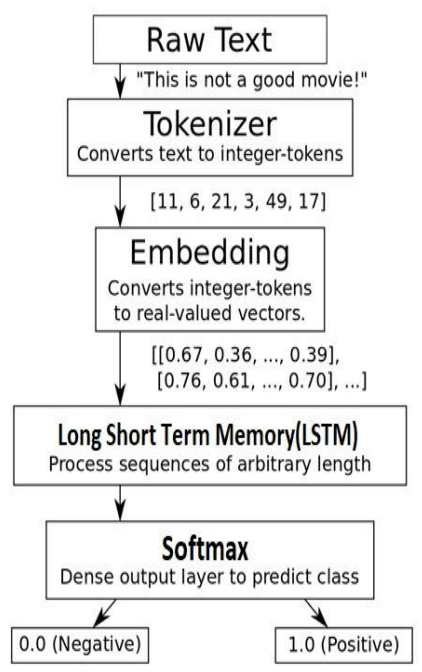 Raw Text
"This is not a good movie!"
Tokenizer
Converts text to integer-tokens
[11, 6, 21, 3, 49, 17]
Embedding
Converts integer-tokens
to real-valued vectors.
[[0.67, 0.36, ..., 0.39],
[0.76, 0.61, ..., 0.70], ...]
Long Short Term Memory(LSTM)
Process sequences of arbitrary length
Softmax
Dense output layer to predict class
0.0 (Negative)
1.0 (Positive)